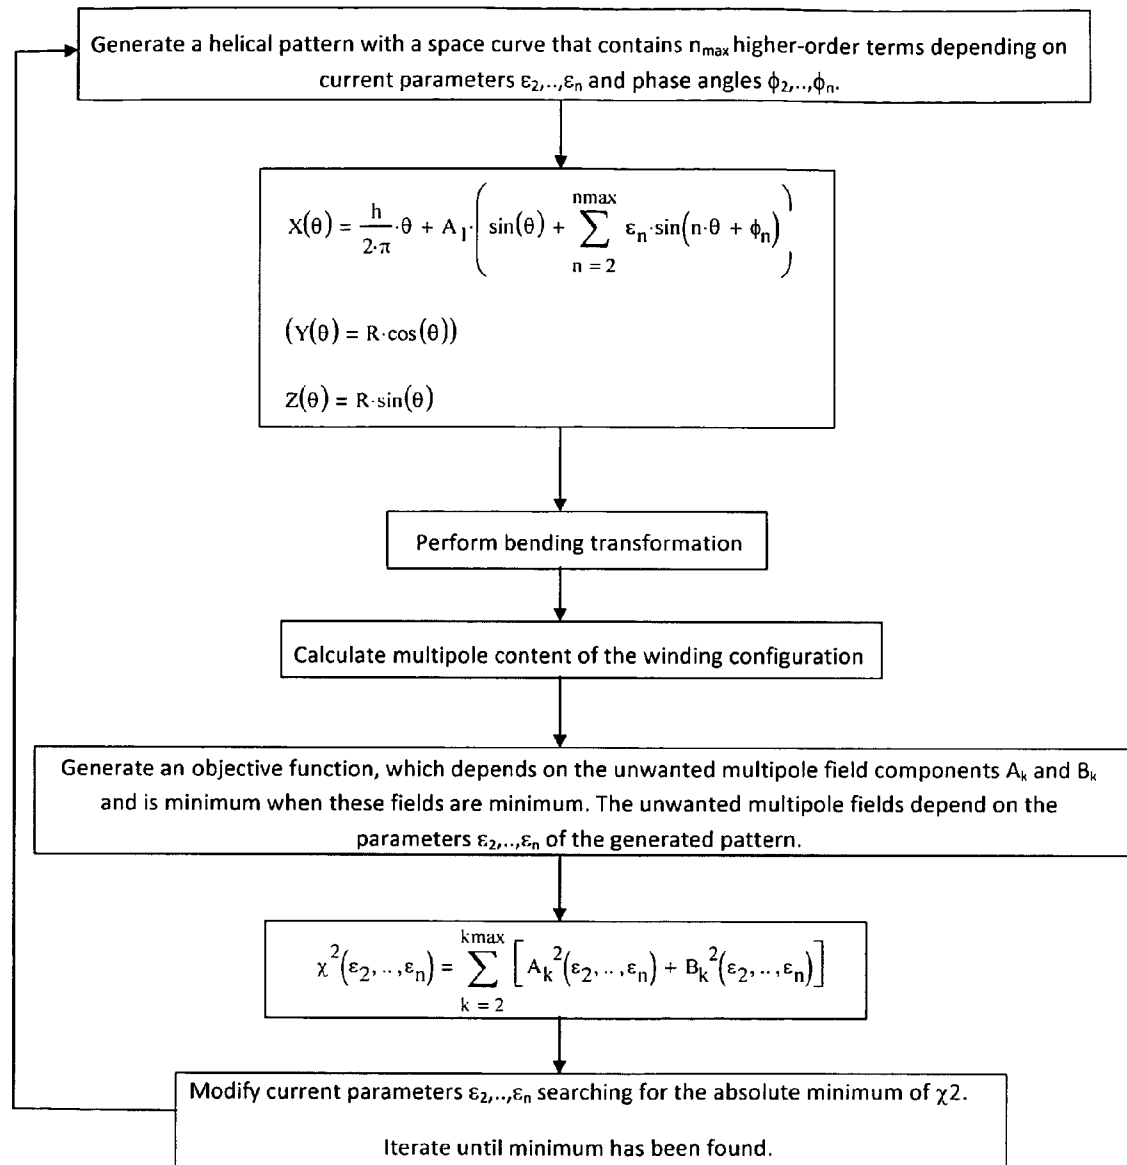 Generate a helical pattern with a space curve that contains nmax higher-order terms depending on
current parameters ε2,..,εn and phase angles ϕ2,..,ϕn.
X(θ) = h/(2·π)·θ + A1·( sin(θ) + ∑_{n = 2}^{nmax} εn·sin(n·θ + ϕn) )
(Y(θ) = R·cos(θ))
Z(θ) = R·sin(θ)
Perform bending transformation
Calculate multipole content of the winding configuration
Generate an objective function, which depends on the unwanted multipole field components Ak and Bk
and is minimum when these fields are minimum. The unwanted multipole fields depend on the
parameters ε2,..,εn of the generated pattern.
χ^2(ε2,..,εn) = ∑_{k = 2}^{kmax} [ Ak^2(ε2,..,εn) + Bk^2(ε2,..,εn) ]
Modify current parameters ε2,..,εn searching for the absolute minimum of χ2.
Iterate until minimum has been found.